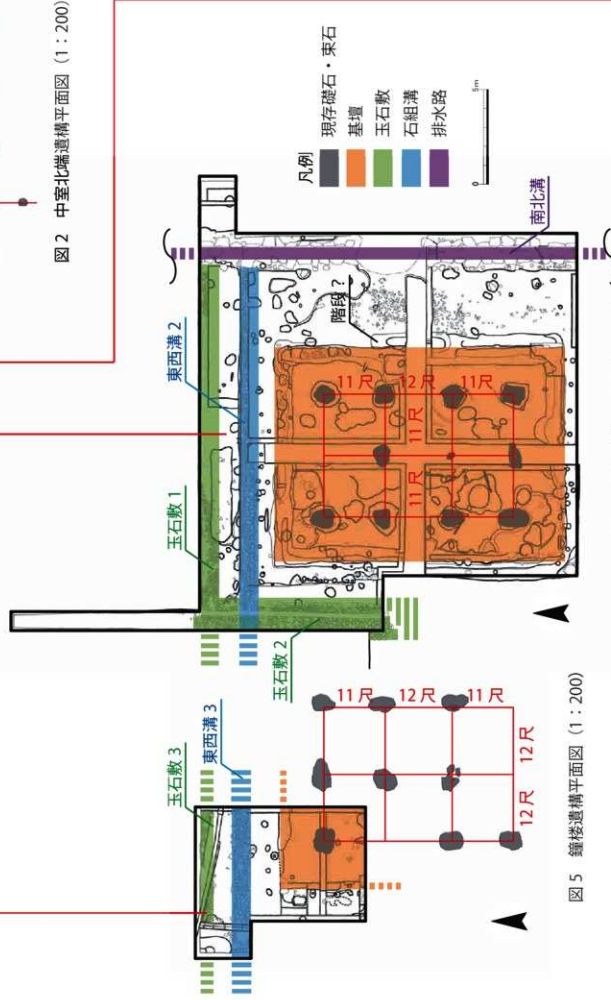 図2 中室北端遺構平面図（1：200）
凡例
現存礎石・束石
基壇
玉石敷
石組溝
排水路
5m
南北溝
階段？
東西溝2
玉石敷1
玉石敷2
11尺
12尺
11尺
11尺
11尺
玉石敷3
東西溝3
11尺
12尺
11尺
12尺
12尺
図5 鐘楼遺構平面図（1：200）